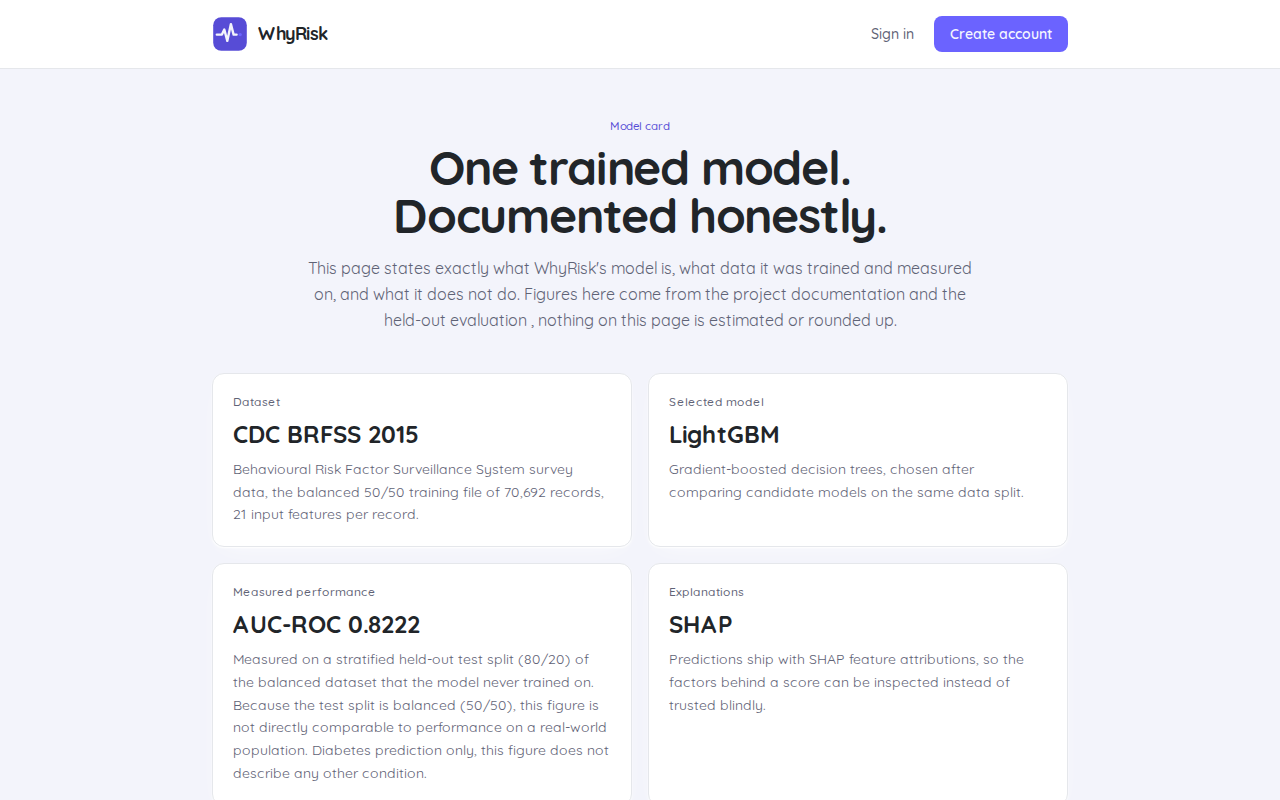 WhyRisk
Sign in
Create account
Model card
One trained model.
Documented honestly.
This page states exactly what WhyRisk's model is, what data it was trained and measured
on, and what it does not do. Figures here come from the project documentation and the
held-out evaluation , nothing on this page is estimated or rounded up.
Dataset
CDC BRFSS 2015
Behavioural Risk Factor Surveillance System survey
data, the balanced 50/50 training file of 70,692 records,
21 input features per record.
Selected model
LightGBM
Gradient-boosted decision trees, chosen after
comparing candidate models on the same data split.
Measured performance
AUC-ROC 0.8222
Measured on a stratified held-out test split (80/20) of
the balanced dataset that the model never trained on.
Because the test split is balanced (50/50), this figure is
not directly comparable to performance on a real-world
population. Diabetes prediction only, this figure does not
describe any other condition.
Explanations
SHAP
Predictions ship with SHAP feature attributions, so the
factors behind a score can be inspected instead of
trusted blindly.